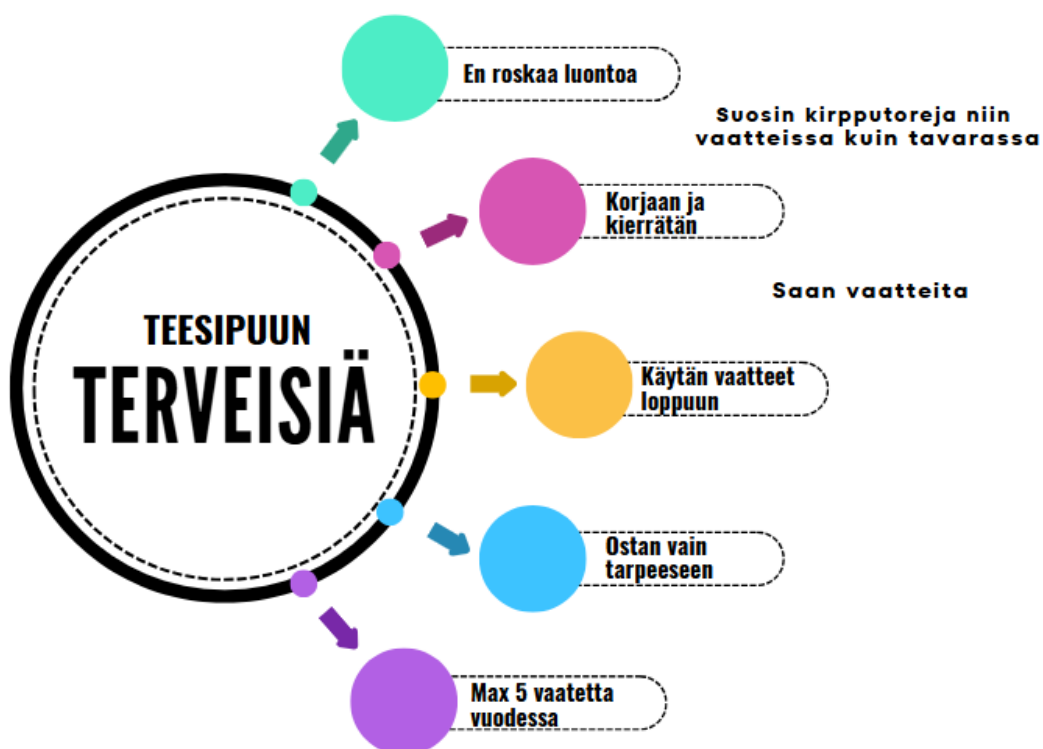 En roskaa luontoa
Suosin kirpputoreja niin
vaatteissa kuin tavarassa
Korjaan ja
kierrätän
Saan vaatteita
TEESIPUUN
TERVEISIÄ
Käytän vaatteet
loppuun
Ostan vain
tarpeeseen
Max 5 vaatetta
vuodessa